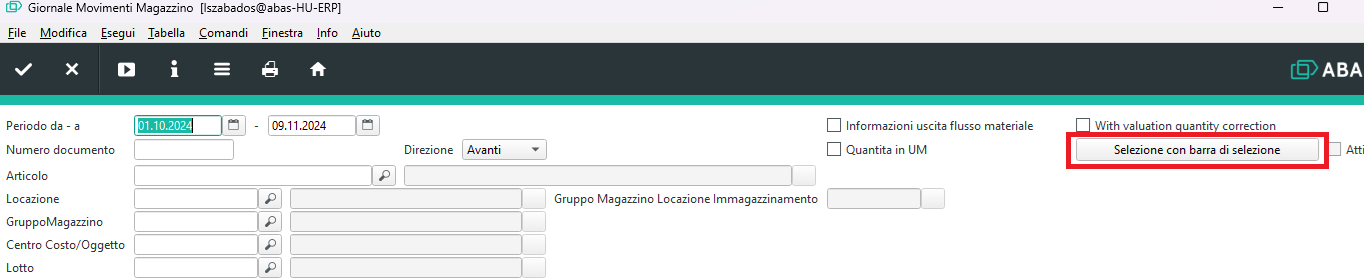 Giornale Movimenti Magazzino [lszabados@abas-HU-ERP]
File Modifica Esegui Tabella Comandi Finestra Info Aiuto
ABA
Periodo da - a 01.10.2024 - 09.11.2024 Informazioni uscita flusso materiale With valuation quantity correction
Numero documento Direzione Avanti Quantita in UM Selezione con barra di selezione Atti
Articolo
Locazione Gruppo Magazzino Locazione Immagazzinamento
GruppoMagazzino
Centro Costo/Oggetto
Lotto